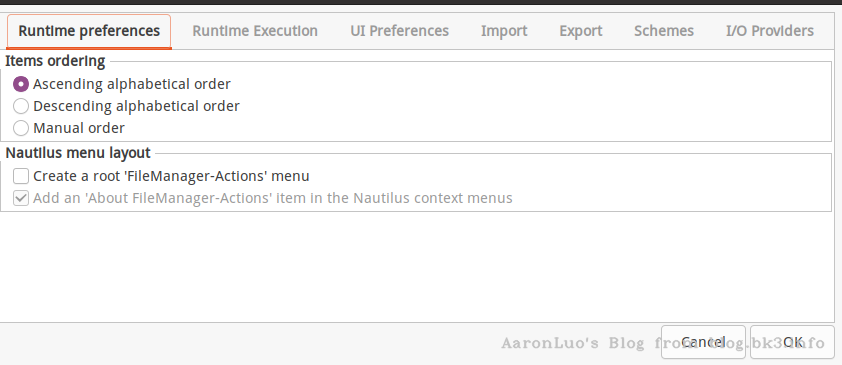 Runtime preferences Runtime Execution UI Preferences Import Export Schemes I/O Providers
Items ordering
Ascending alphabetical order
Descending alphabetical order
Manual order
Nautilus menu layout
Create a root 'FileManager-Actions' menu
Add an 'About FileManager-Actions' item in the Nautilus context menus
Cancel OK
AaronLuo's Blog from blog.bk3.info